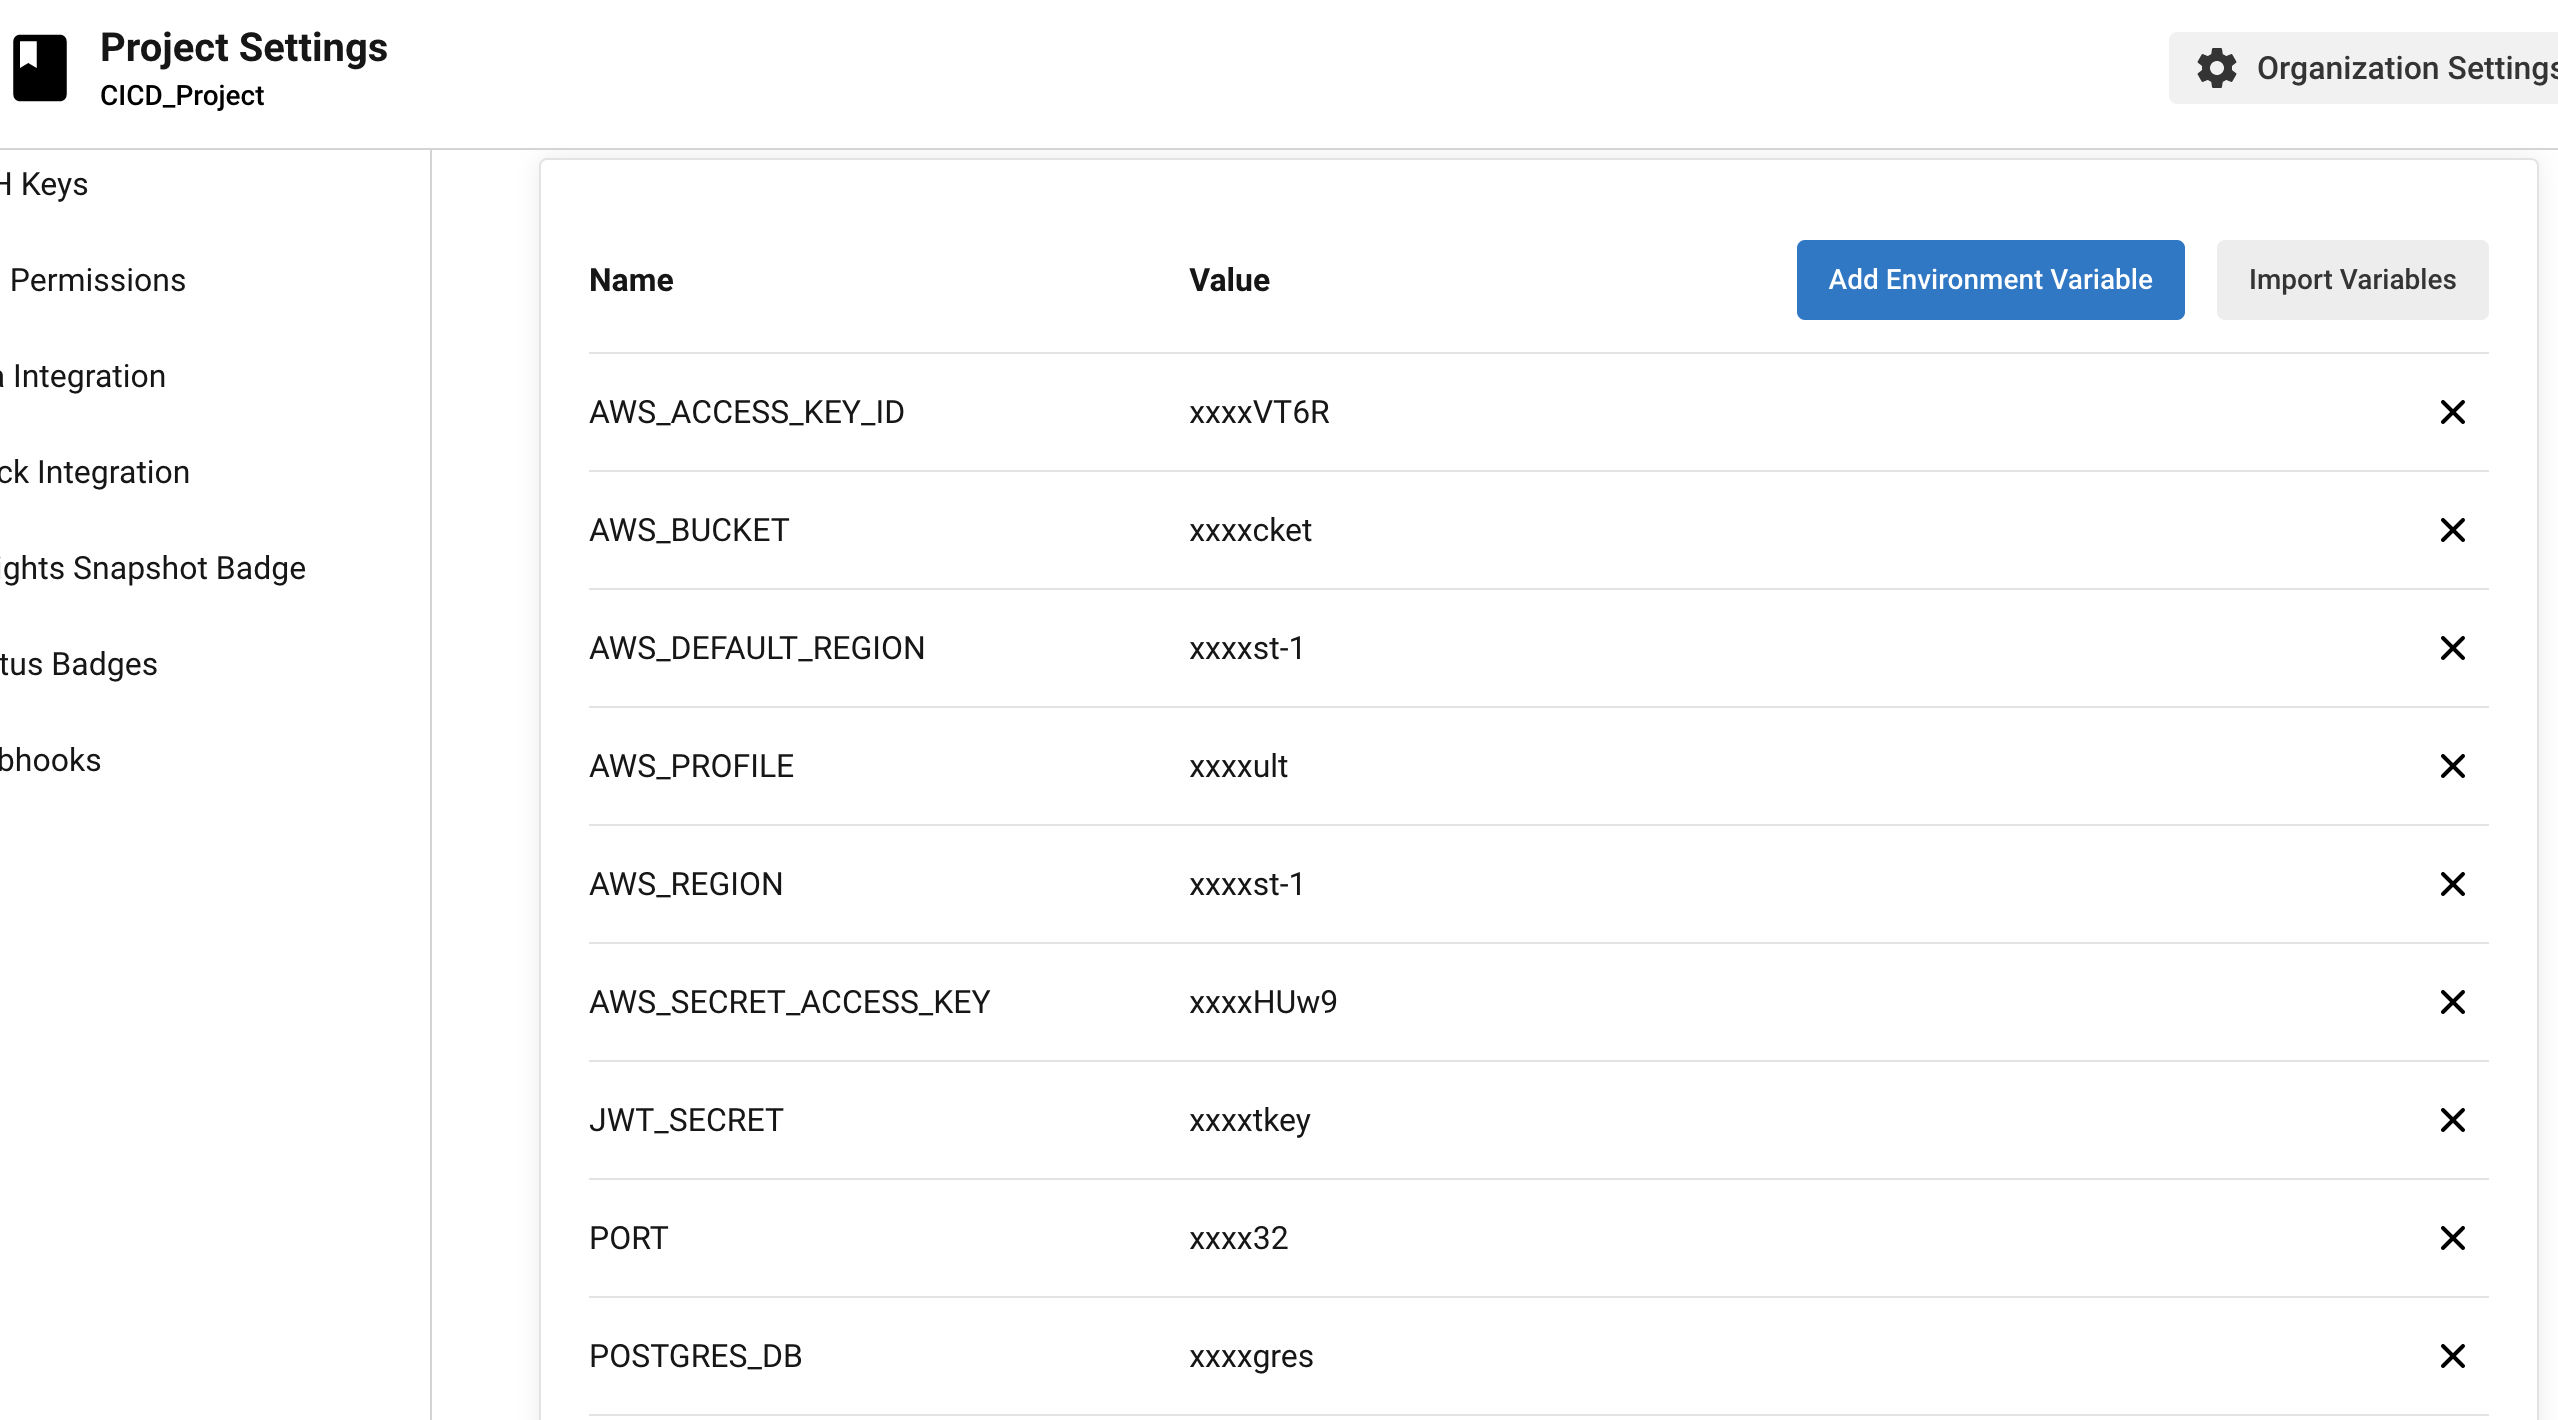 Project Settings
CICD_Project
Organization Settings
H Keys
Permissions
a Integration
ck Integration
ights Snapshot Badge
tus Badges
bhooks
Name Value Add Environment Variable Import Variables
AWS_ACCESS_KEY_ID xxxxVT6R
AWS_BUCKET xxxxcket
AWS_DEFAULT_REGION xxxxst-1
AWS_PROFILE xxxxult
AWS_REGION xxxxst-1
AWS_SECRET_ACCESS_KEY xxxxHUw9
JWT_SECRET xxxxtkey
PORT xxxx32
POSTGRES_DB xxxxgres